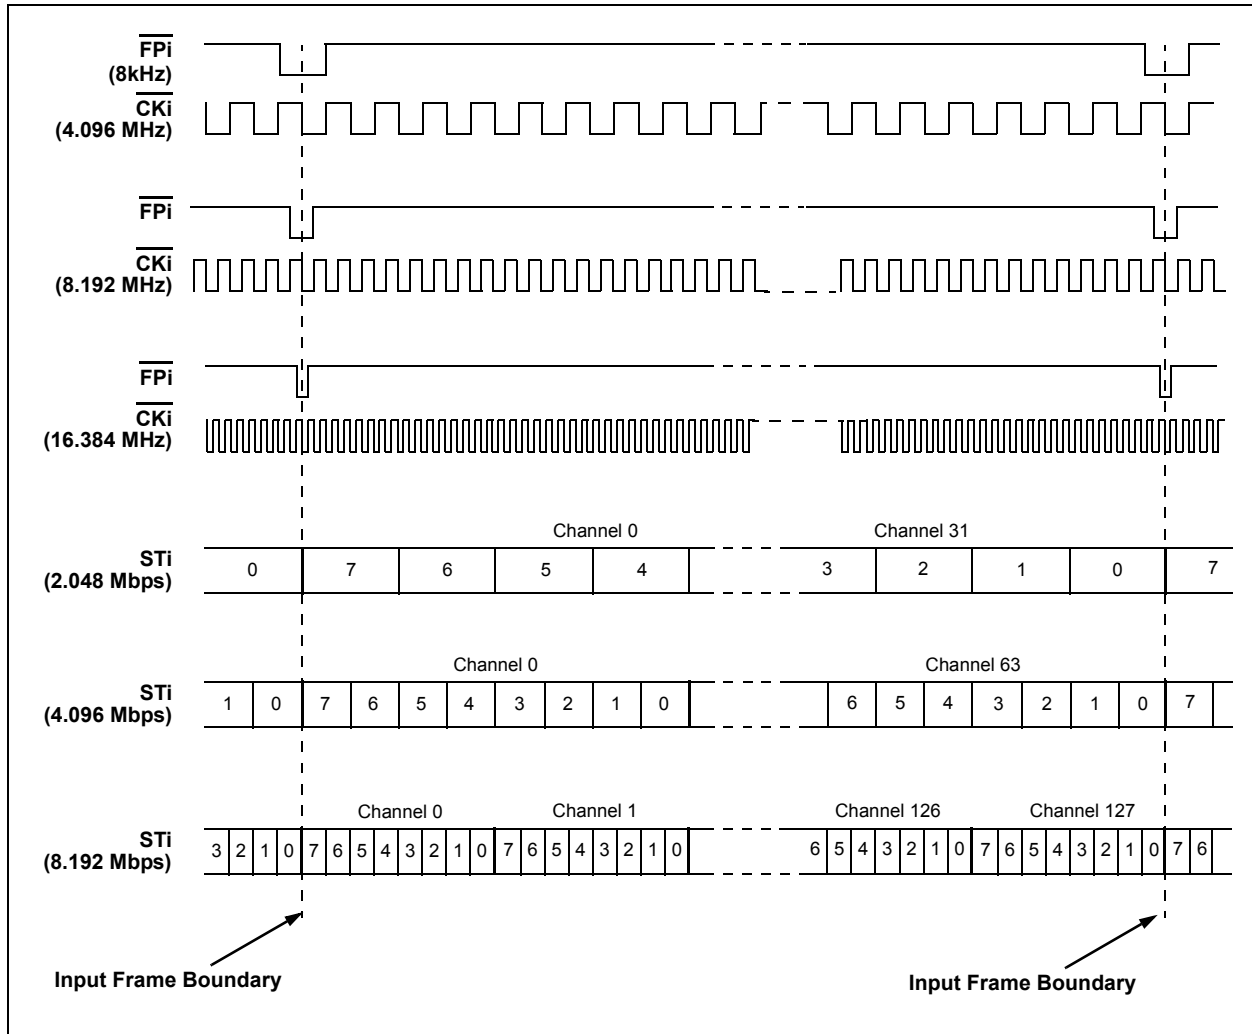 FPi
(8kHz)
CKi
(4.096 MHz)
FPi
CKi
(8.192 MHz)
FPi
CKi
(16.384 MHz)
Channel 0 Channel 31
STi
(2.048 Mbps)
0 7 6 5 4 3 2 1 0 7
Channel 0 Channel 63
STi
(4.096 Mbps)
1 0 7 6 5 4 3 2 1 0 6 5 4 3 2 1 0 7
Channel 0 Channel 1 Channel 126 Channel 127
STi
(8.192 Mbps)
3 2 1 0 7 6 5 4 3 2 1 0 7 6 5 4 3 2 1 0 6 5 4 3 2 1 0 7 6 5 4 3 2 1 0 7 6
Input Frame Boundary
Input Frame Boundary